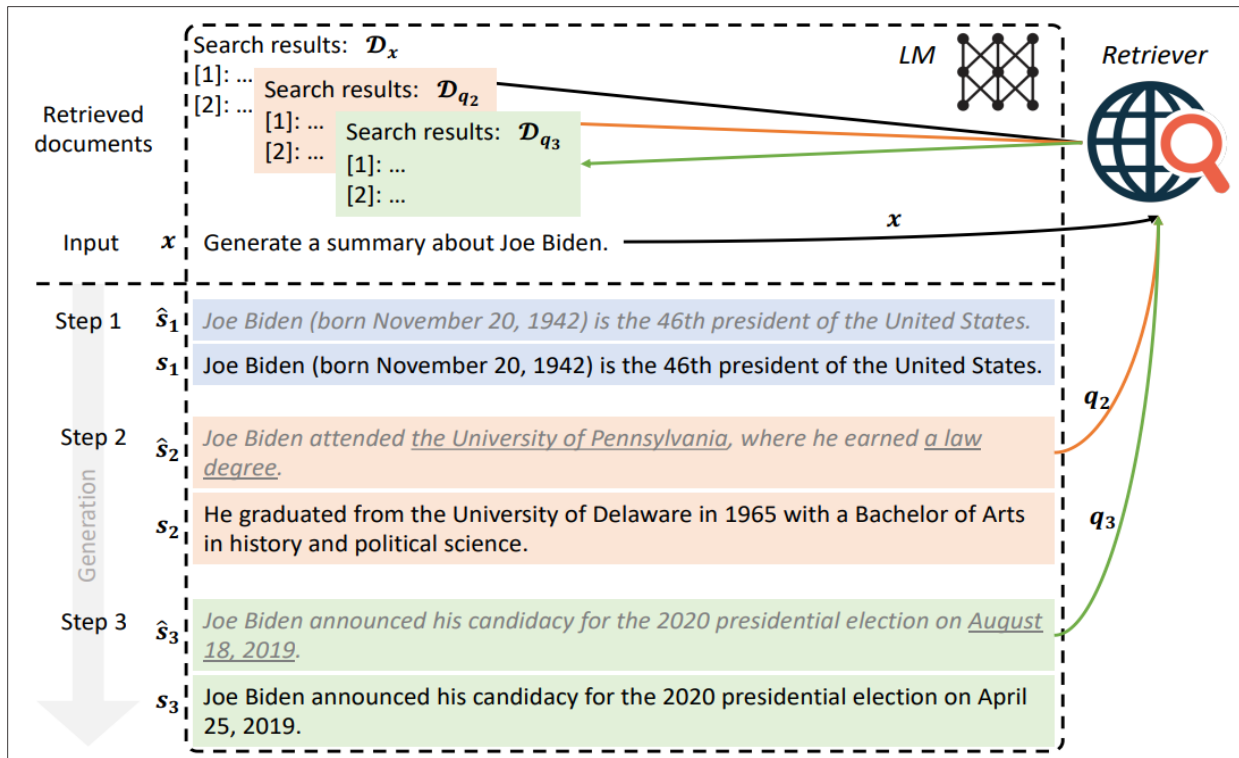 Search results: 𝓓ₓ
[1]: ...
[2]: ...
Search results: 𝓓q₂
[1]: ...
[2]: ...
Search results: 𝓓q₃
[1]: ...
[2]: ...
LM
Retriever
Retrieved
documents
Input x Generate a summary about Joe Biden.
x
Step 1 ŝ₁ Joe Biden (born November 20, 1942) is the 46th president of the United States.
s₁ Joe Biden (born November 20, 1942) is the 46th president of the United States.
q₂
Step 2 ŝ₂ Joe Biden attended the University of Pennsylvania, where he earned a law
degree.
s₂ He graduated from the University of Delaware in 1965 with a Bachelor of Arts
in history and political science.
q₃
Generation
Step 3 ŝ₃ Joe Biden announced his candidacy for the 2020 presidential election on August
18, 2019.
s₃ Joe Biden announced his candidacy for the 2020 presidential election on April
25, 2019.